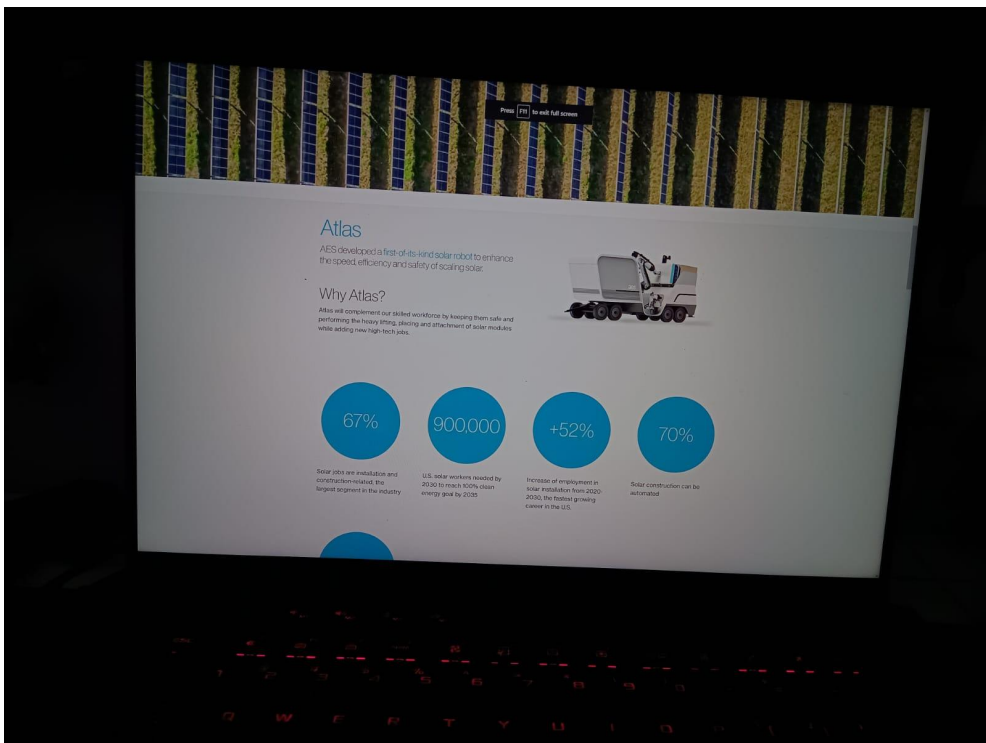 Press F11 to exit full screen
Atlas
AES developed a first-of-its-kind solar robot to enhance
the speed, efficiency and safety of scaling solar.
Why Atlas?
Atlas will complement our skilled workforce by keeping them safe and
performing the heavy lifting, placing and attachment of solar modules
while adding new high-tech jobs.
67%
Solar jobs are installation and
construction-related, the
largest segment in the industry
900,000
U.S. solar workers needed by
2030 to reach 100% clean
energy goal by 2035
+52%
Increase of employment in
solar installation from 2020-
2030, the fastest growing
career in the U.S.
70%
Solar construction can be
automated
5 6 8 9
Q W R T Y U